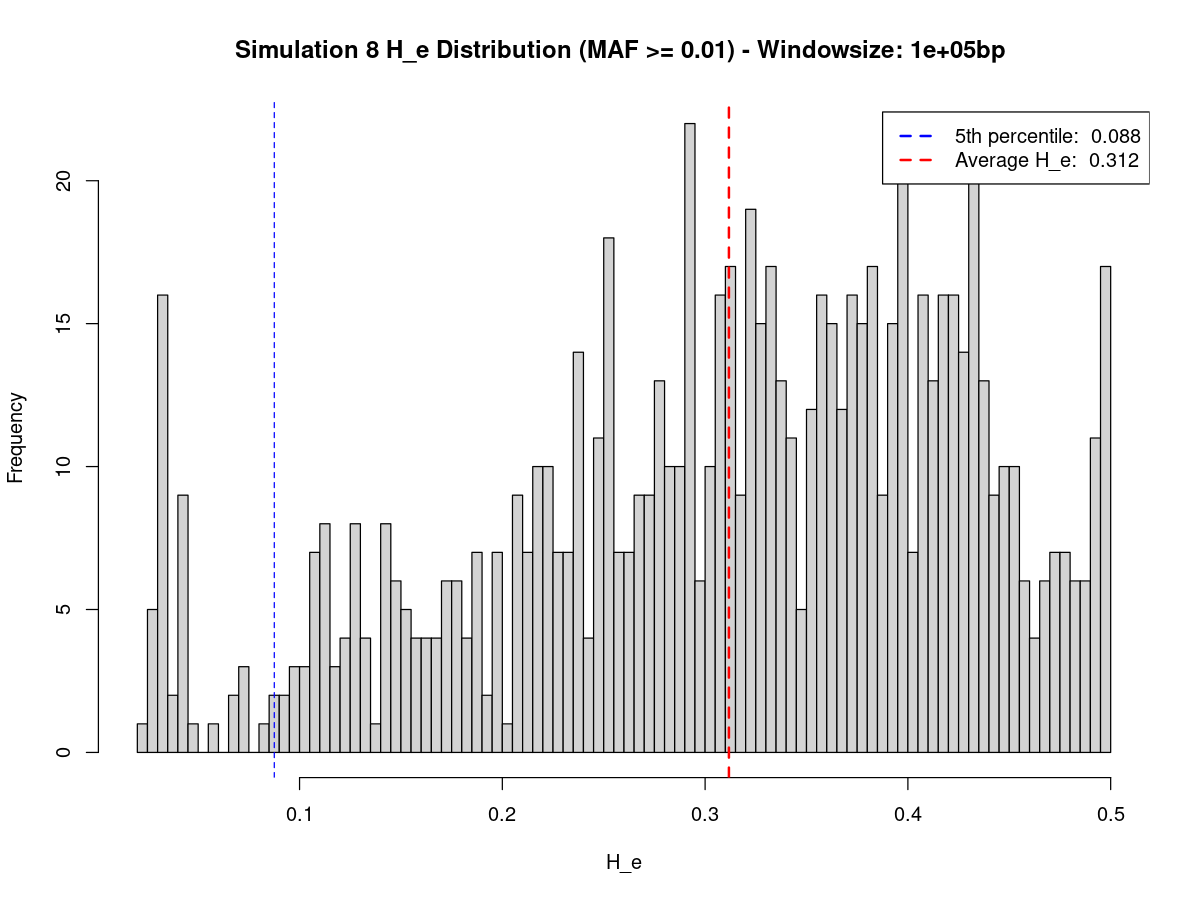 Simulation 8 H_e Distribution (MAF >= 0.01) - Windowsize: 1e+05bp
5th percentile: 0.088
Average H_e: 0.312
Frequency
20
15
10
5
0
0.1 0.2 0.3 0.4 0.5
H_e